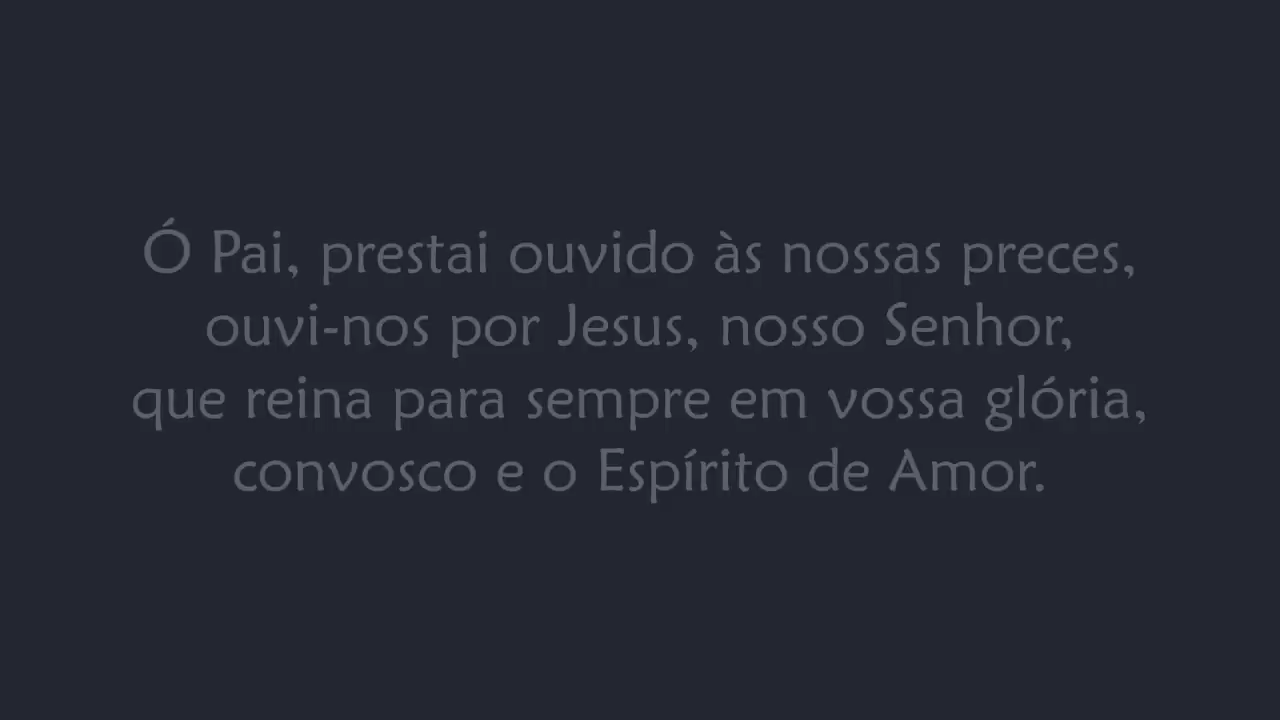 Ó Pai, prestai ouvido às nossas preces,
ouvi-nos por Jesus, nosso Senhor,
que reina para sempre em vossa glória,
convosco e o Espírito de Amor.